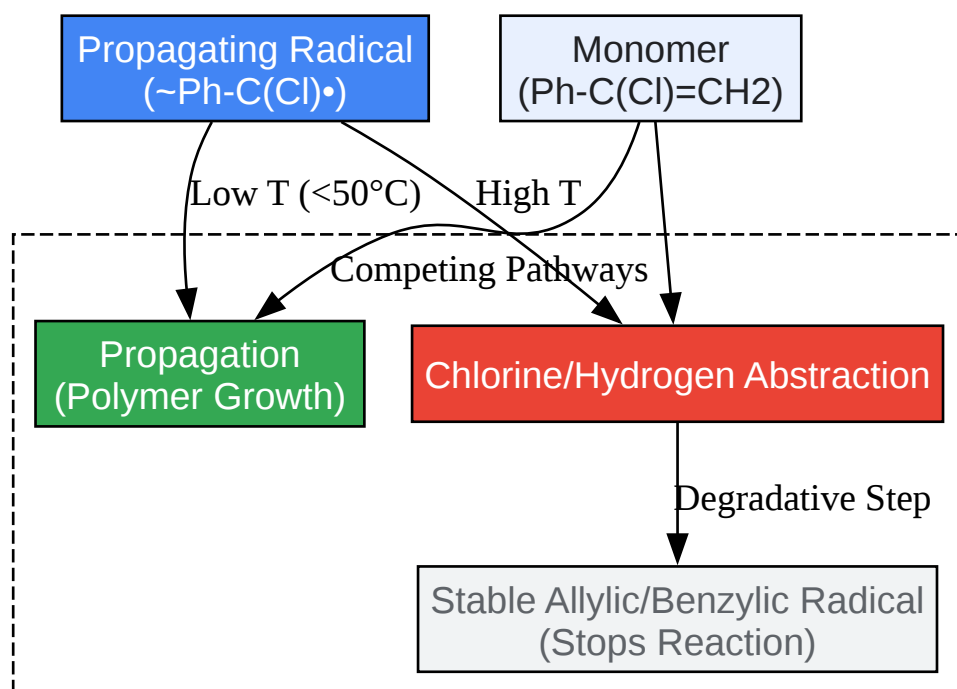 Propagating Radical
(~Ph-C(Cl)•)
Monomer
(Ph-C(Cl)=CH2)
Low T (<50°C)
High T
Competing Pathways
Propagation
(Polymer Growth)
Chlorine/Hydrogen Abstraction
Degradative Step
Stable Allylic/Benzylic Radical
(Stops Reaction)